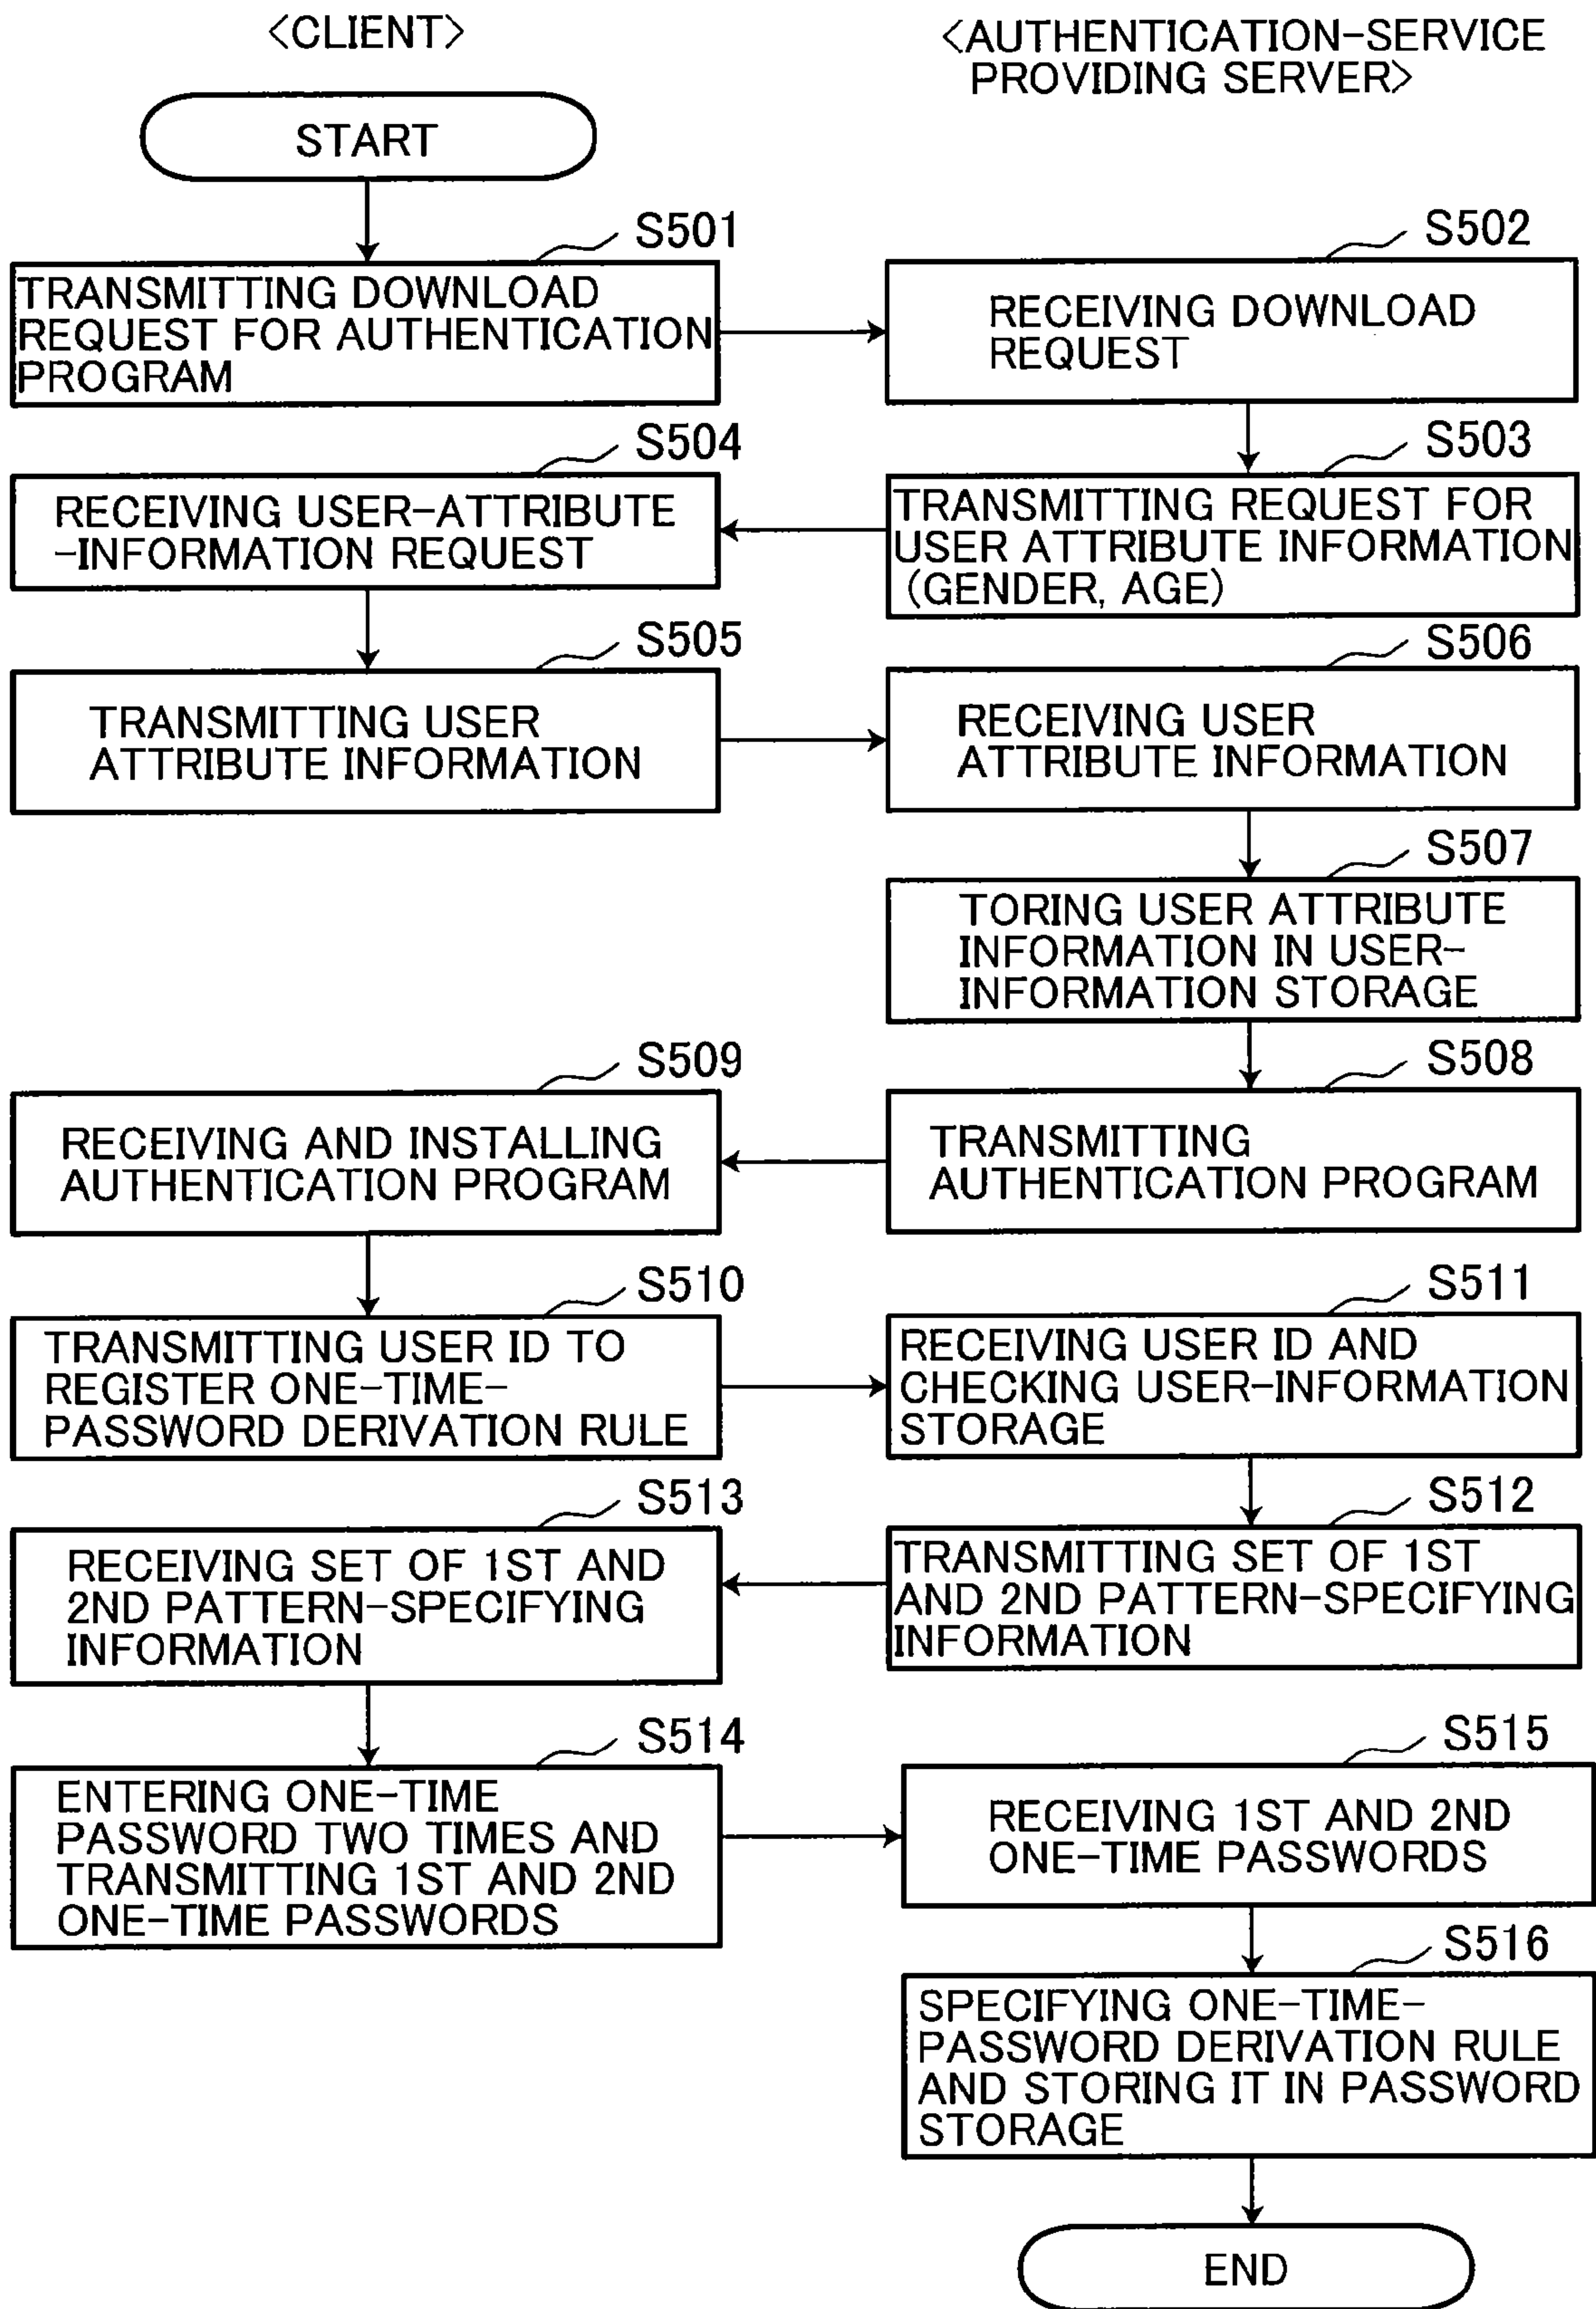 <CLIENT>
<AUTHENTICATION-SERVICE
PROVIDING SERVER>
START
S501
TRANSMITTING DOWNLOAD
REQUEST FOR AUTHENTICATION
PROGRAM
S502
RECEIVING DOWNLOAD
REQUEST
S504
RECEIVING USER-ATTRIBUTE
-INFORMATION REQUEST
S503
TRANSMITTING REQUEST FOR
USER ATTRIBUTE INFORMATION
(GENDER, AGE)
S505
TRANSMITTING USER
ATTRIBUTE INFORMATION
S506
RECEIVING USER
ATTRIBUTE INFORMATION
S507
TORING USER ATTRIBUTE
INFORMATION IN USER-
INFORMATION STORAGE
S509
RECEIVING AND INSTALLING
AUTHENTICATION PROGRAM
S508
TRANSMITTING
AUTHENTICATION PROGRAM
S510
TRANSMITTING USER ID TO
REGISTER ONE-TIME-
PASSWORD DERIVATION RULE
S511
RECEIVING USER ID AND
CHECKING USER-INFORMATION
STORAGE
S513
RECEIVING SET OF 1ST AND
2ND PATTERN-SPECIFYING
INFORMATION
S512
TRANSMITTING SET OF 1ST
AND 2ND PATTERN-SPECIFYING
INFORMATION
S514
ENTERING ONE-TIME
PASSWORD TWO TIMES AND
TRANSMITTING 1ST AND 2ND
ONE-TIME PASSWORDS
S515
RECEIVING 1ST AND 2ND
ONE-TIME PASSWORDS
S516
SPECIFYING ONE-TIME-
PASSWORD DERIVATION RULE
AND STORING IT IN PASSWORD
STORAGE
END